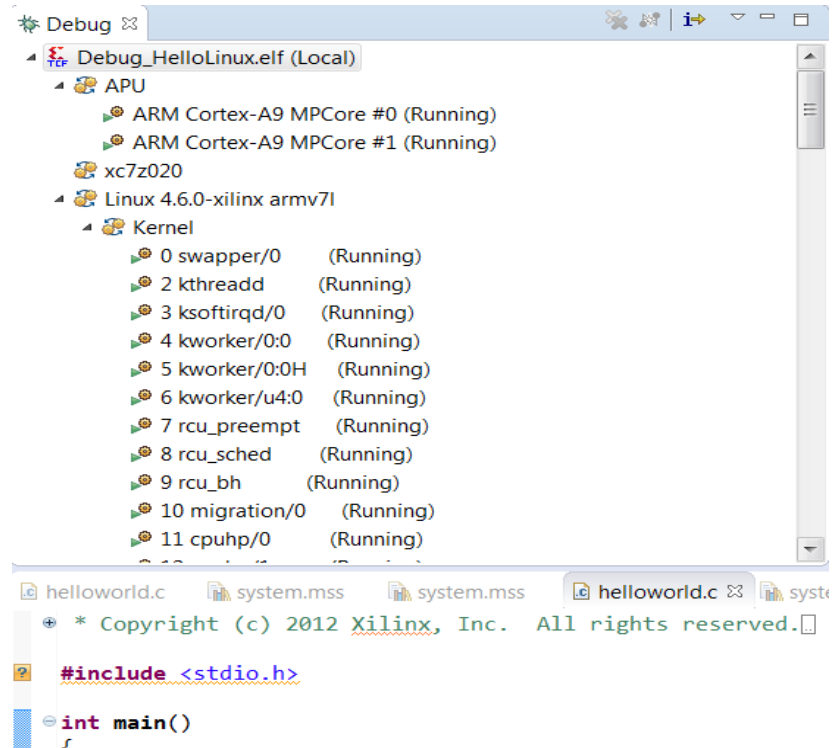 Debug
Debug_HelloLinux.elf (Local)
APU
ARM Cortex-A9 MPCore #0 (Running)
ARM Cortex-A9 MPCore #1 (Running)
xc7z020
Linux 4.6.0-xilinx armv7l
Kernel
0 swapper/0 (Running)
2 kthreadd (Running)
3 ksoftirqd/0 (Running)
4 kworker/0:0 (Running)
5 kworker/0:0H (Running)
6 kworker/u4:0 (Running)
7 rcu_preempt (Running)
8 rcu_sched (Running)
9 rcu_bh (Running)
10 migration/0 (Running)
11 cpuhp/0 (Running)
helloworld.c system.mss system.mss helloworld.c syste
* Copyright (c) 2012 Xilinx, Inc. All rights reserved.
#include <stdio.h>
int main()
{